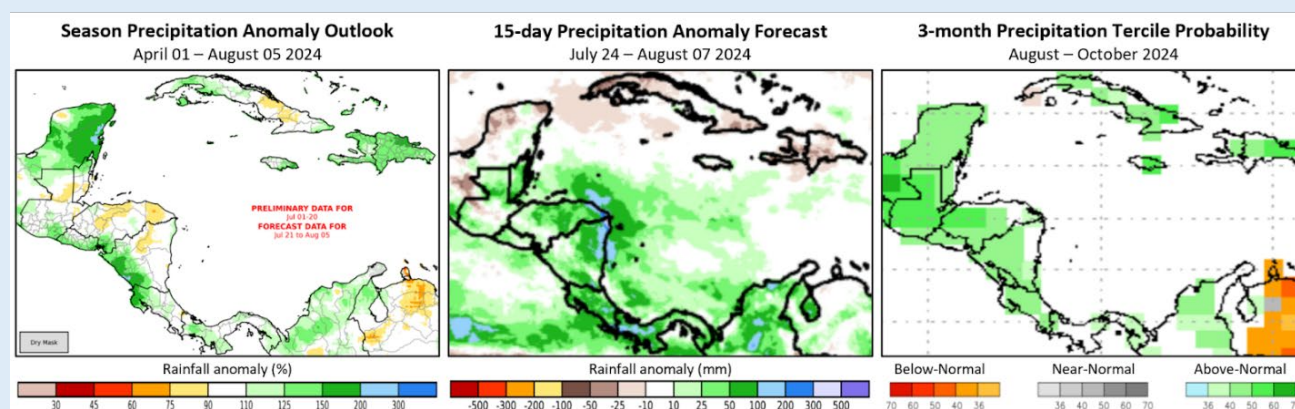 Season Precipitation Anomaly Outlook
April 01 – August 05 2024
PRELIMINARY DATA FOR
Jul 01-20
FORECAST DATA FOR
Jul 21 to Aug 05
Dry Mask
Rainfall anomaly (%)
30 45 60 75 90 110 125 150 200 300
15-day Precipitation Anomaly Forecast
July 24 – August 07 2024
Rainfall anomaly (mm)
-500 -300 -200 -100 -50 -25 -10 10 25 50 100 200 300 500
3-month Precipitation Tercile Probability
August – October 2024
Below-Normal Near-Normal Above-Normal
70 60 50 40 36 36 40 50 60 70 36 40 50 60